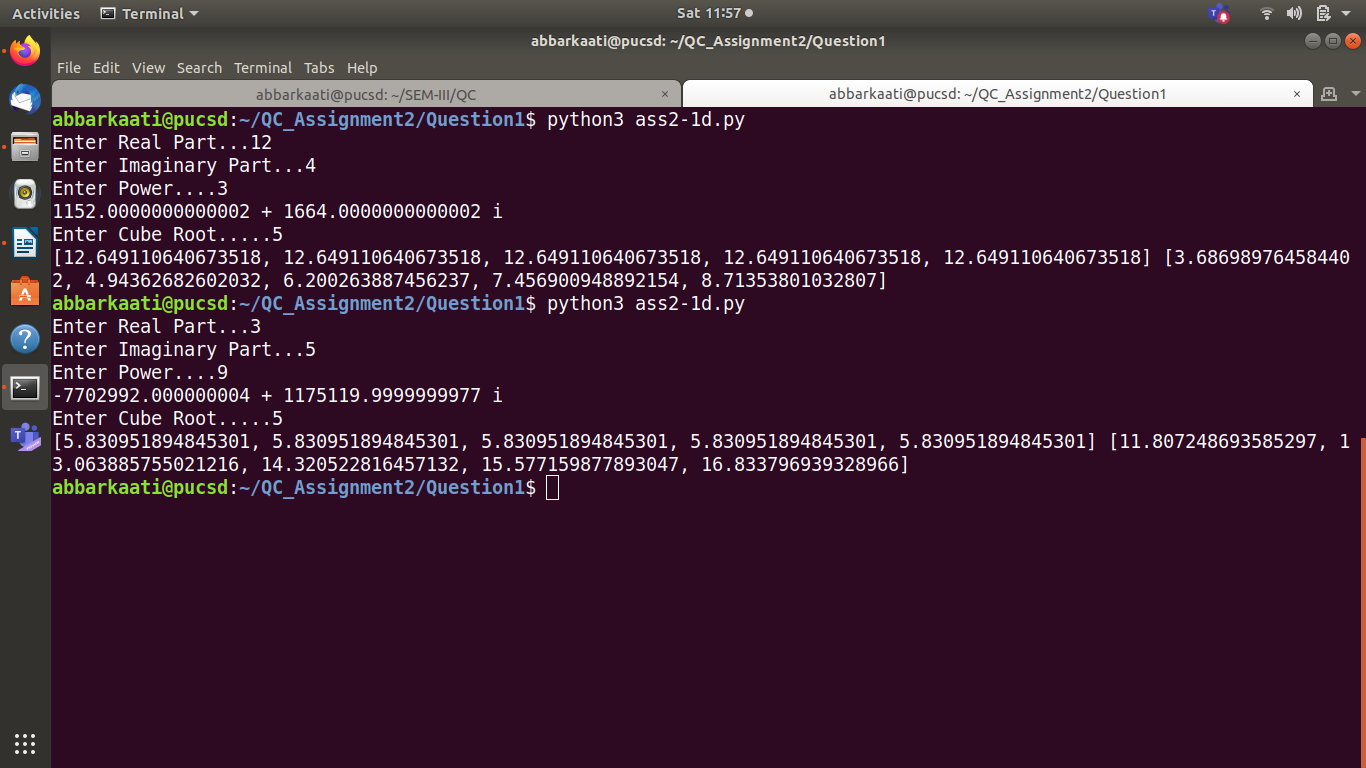 Activities Terminal Sat 11:57
abbarkaati@pucsd: ~/QC_Assignment2/Question1
File Edit View Search Terminal Tabs Help
abbarkaati@pucsd: ~/SEM-III/QC × abbarkaati@pucsd: ~/QC_Assignment2/Question1 ×
abbarkaati@pucsd:~/QC_Assignment2/Question1$ python3 ass2-1d.py
Enter Real Part...12
Enter Imaginary Part...4
Enter Power....3
1152.0000000000002 + 1664.0000000000002 i
Enter Cube Root.....5
[12.649110640673518, 12.649110640673518, 12.649110640673518, 12.649110640673518, 12.649110640673518] [3.68698976458440
2, 4.94362682602032, 6.200263887456237, 7.456900948892154, 8.71353801032807]
abbarkaati@pucsd:~/QC_Assignment2/Question1$ python3 ass2-1d.py
Enter Real Part...3
Enter Imaginary Part...5
Enter Power....9
-7702992.000000004 + 1175119.9999999977 i
Enter Cube Root.....5
[5.830951894845301, 5.830951894845301, 5.830951894845301, 5.830951894845301, 5.830951894845301] [11.807248693585297, 1
3.063885755021216, 14.320522816457132, 15.577159877893047, 16.833796939328966]
abbarkaati@pucsd:~/QC_Assignment2/Question1$